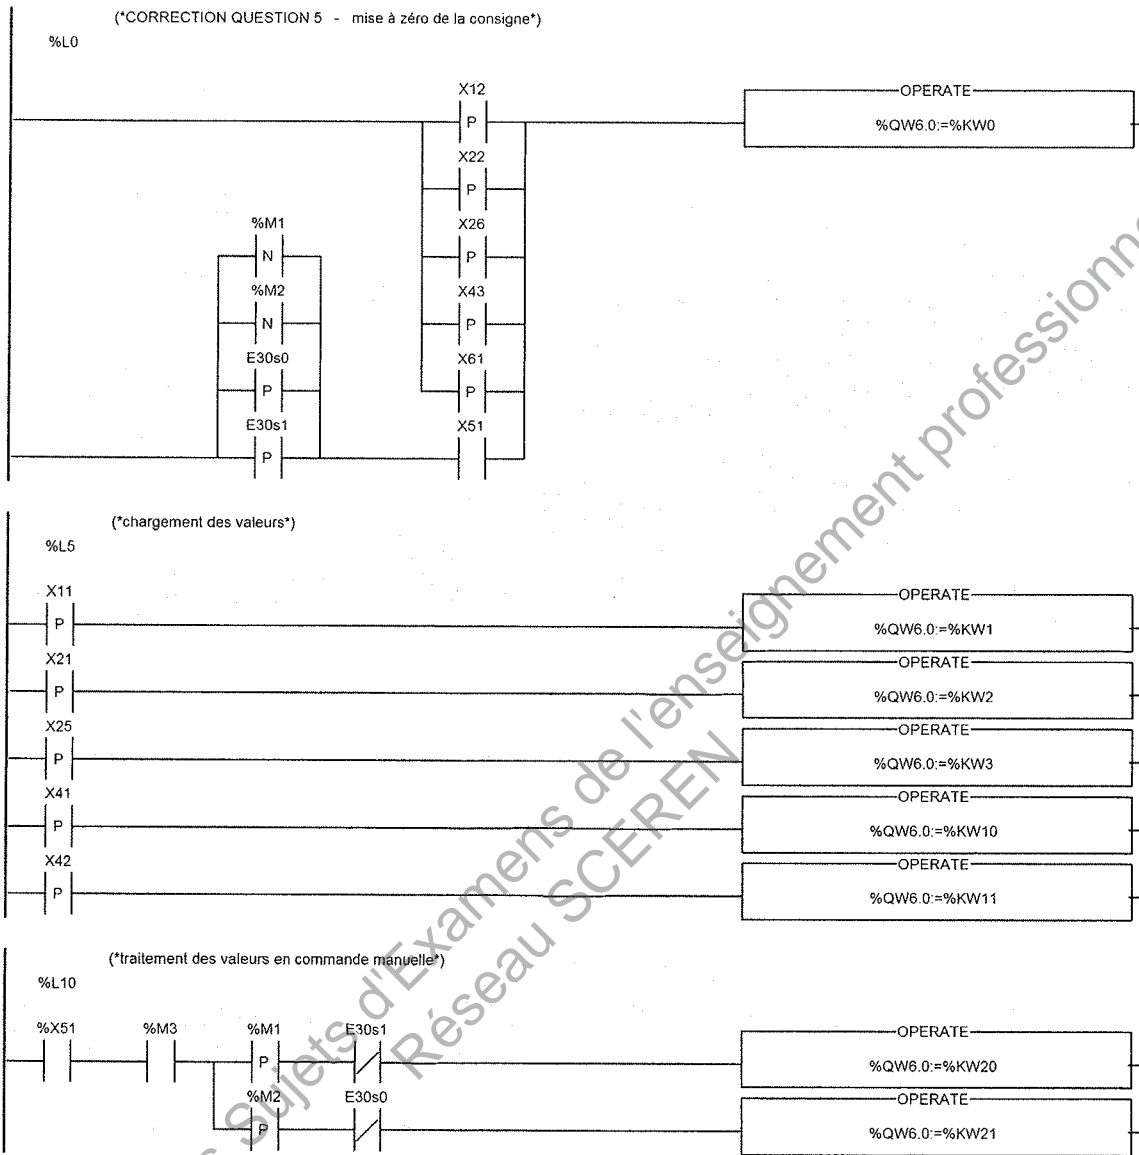 (*CORRECTION QUESTION 5 - mise à zéro de la consigne*)
%L0
X12
P
OPERATE
%QW6.0:=%KW0
X22
P
%M1
N
X26
P
%M2
N
X43
P
E30s0
P
X61
P
E30s1
P
X51
(*chargement des valeurs*)
%L5
X11
P
OPERATE
%QW6.0:=%KW1
X21
P
OPERATE
%QW6.0:=%KW2
X25
P
OPERATE
%QW6.0:=%KW3
X41
P
OPERATE
%QW6.0:=%KW10
X42
P
OPERATE
%QW6.0:=%KW11
(*traitement des valeurs en commande manuelle*)
%L10
%X51 %M3 %M1 E30s1
P
OPERATE
%QW6.0:=%KW20
%M2 E30s0
P
OPERATE
%QW6.0:=%KW21
Sujets d'Examens de l'enseignement professionne
Réseau SCEREN